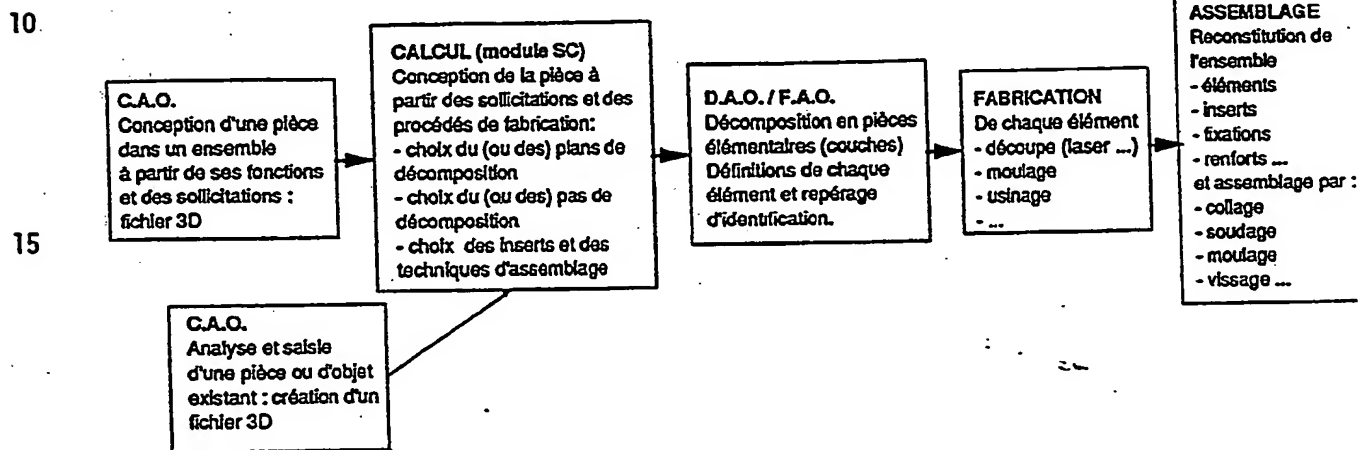 10
C.A.O.
Conception d'une pièce
dans un ensemble
à partir de ses fonctions
et des sollicitations :
fichier 3D
CALCUL (module SC)
Conception de la pièce à
partir des sollicitations et des
procédés de fabrication:
- choix du (ou des) plans de
décomposition
- choix du (ou des) pas de
décomposition
- choix des inserts et des
techniques d'assemblage
D.A.O. / F.A.O.
Décomposition en pièces
élémentaires (couches)
Définitions de chaque
élément et repérage
d'identification.
FABRICATION
De chaque élément
- découpe (laser ...)
- moulage
- usinage
- ...
ASSEMBLAGE
Reconstitution de
l'ensemble
- éléments
- inserts
- fixations
- renforts ...
et assemblage par :
- collage
- soudage
- moulage
- vissage ...
15
C.A.O.
Analyse et saisie
d'une pièce ou d'objet
existant : création d'un
fichier 3D